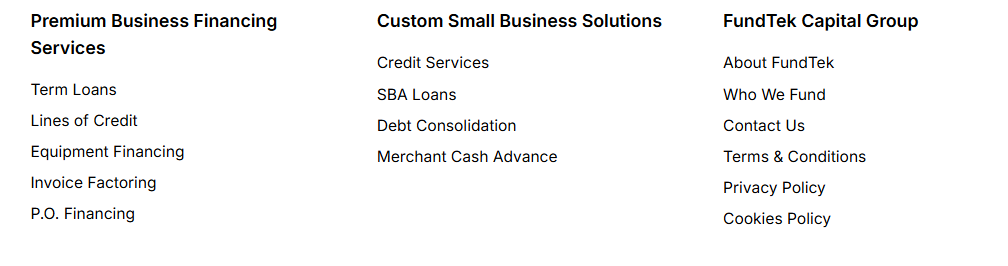 Premium Business Financing
Services
Term Loans
Lines of Credit
Equipment Financing
Invoice Factoring
P.O. Financing
Custom Small Business Solutions
Credit Services
SBA Loans
Debt Consolidation
Merchant Cash Advance
FundTek Capital Group
About FundTek
Who We Fund
Contact Us
Terms & Conditions
Privacy Policy
Cookies Policy